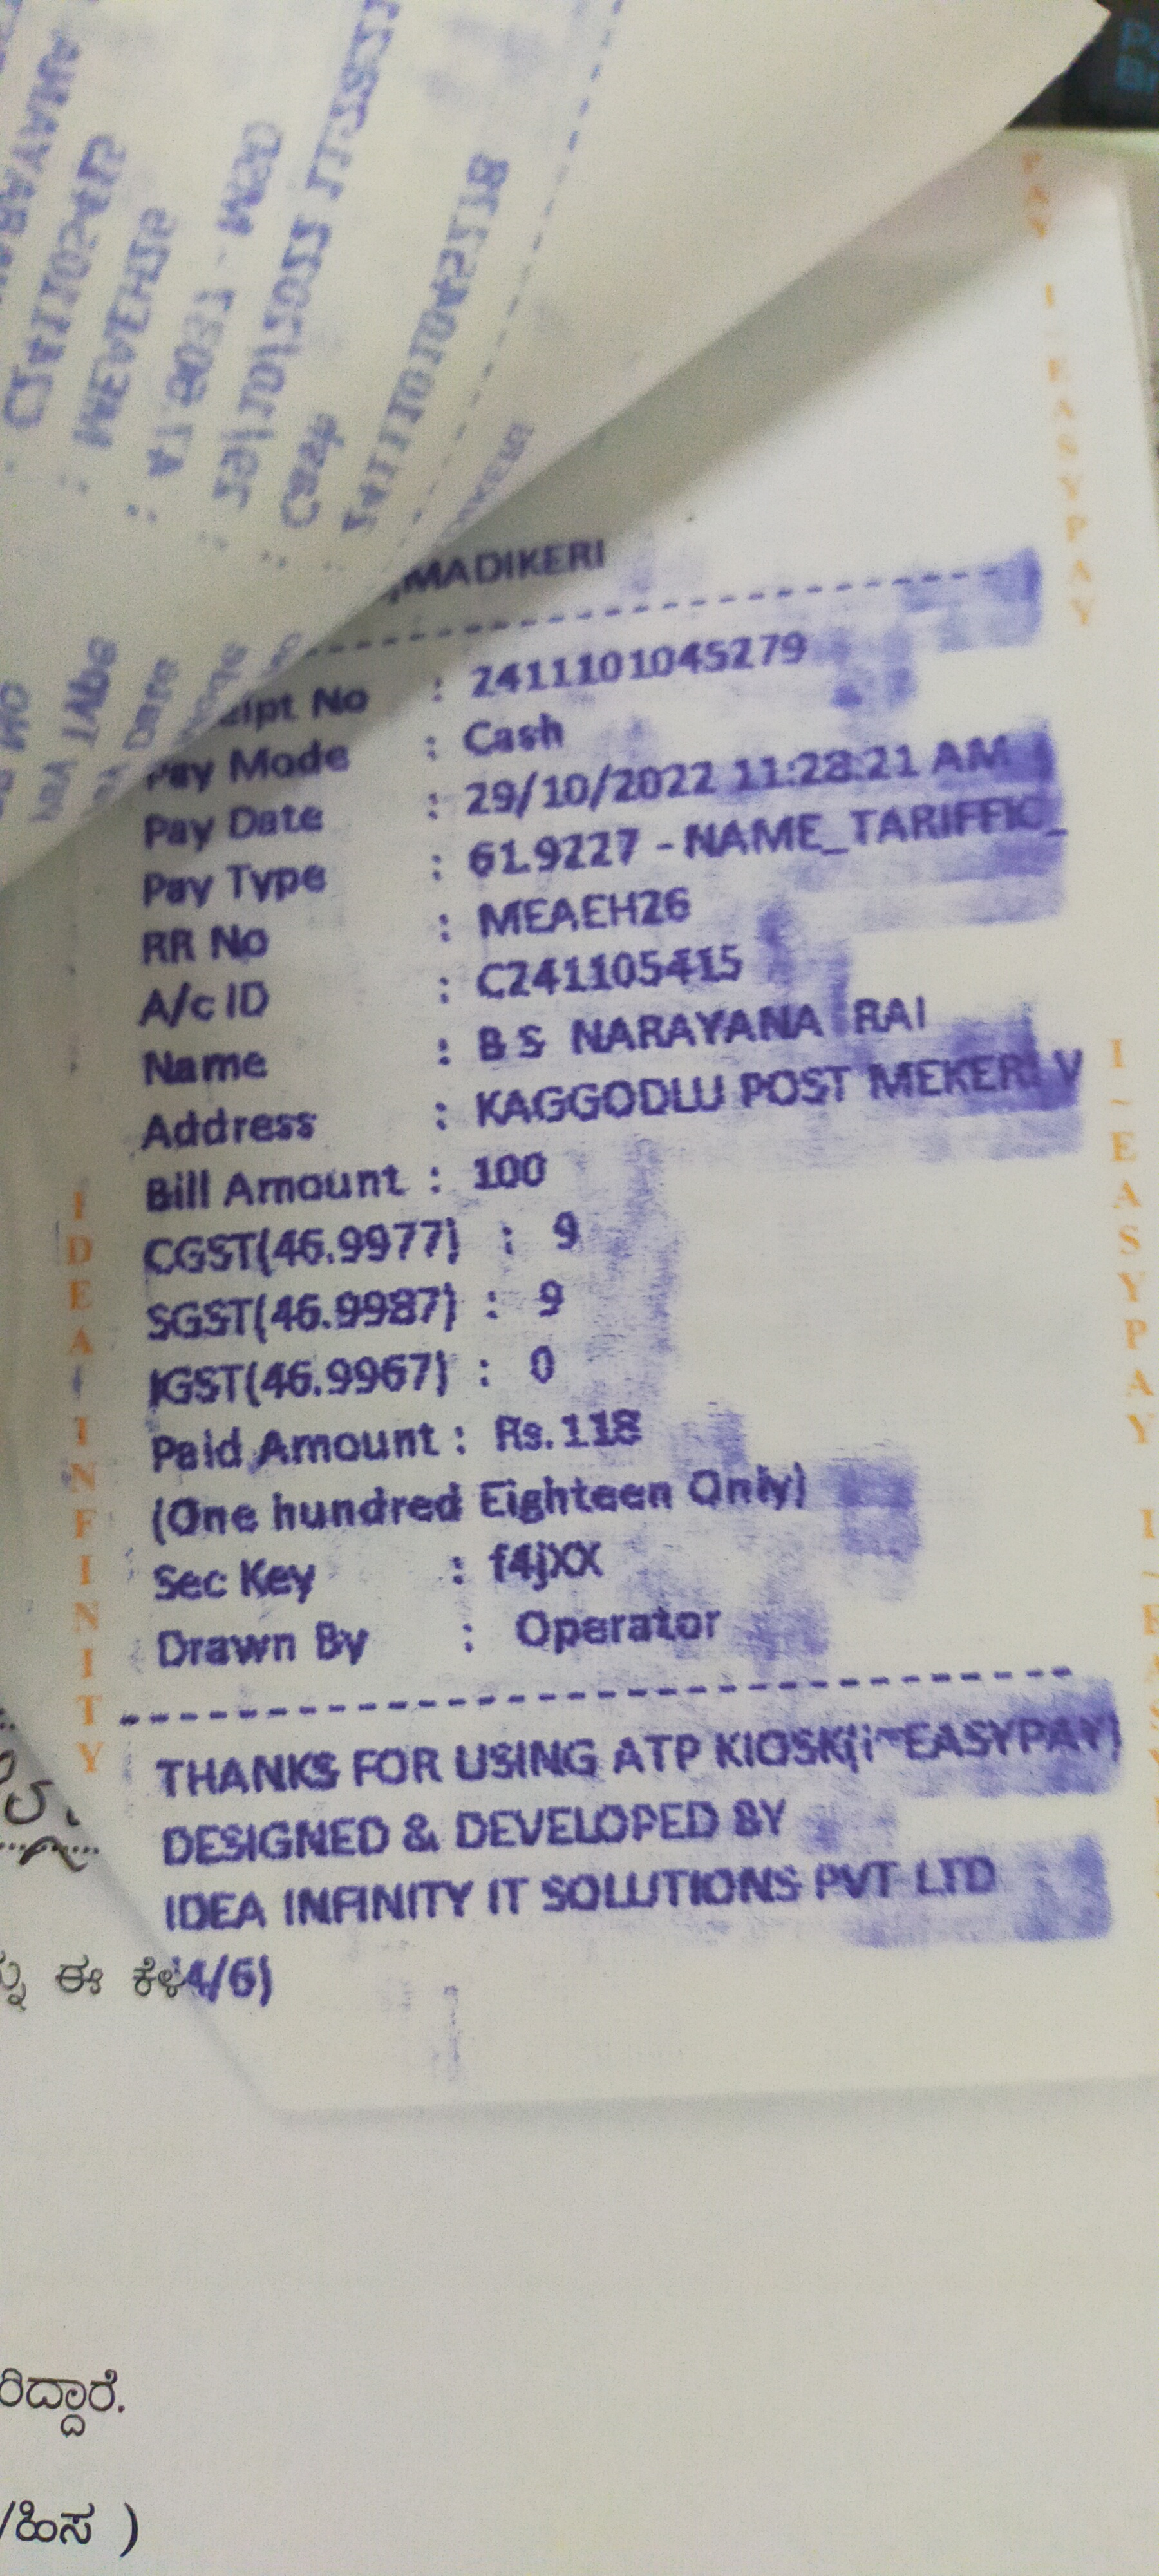 ,MADIKERI
eipt No : 2411101045279
Pay Mode : Cash
Pay Date : 29/10/2022 11:28:21 AM
Pay Type : 61.9227 - NAME_TARIFFIC_
RR No : MEAEH26
A/c ID : C241105415
Name : B S NARAYANA RAI
Address : KAGGODLU POST MEKERI V
Bill Amount : 100
CGST(46.9977) : 9
SGST(46.9987) : 9
IGST(46.9967) : 0
Paid Amount : Rs.118
(One hundred Eighteen Only)
Sec Key : f4jXX
Drawn By : Operator
THANKS FOR USING ATP KIOSK(i~EASYPAY)
DESIGNED & DEVELOPED BY
IDEA INFINITY IT SOLUTIONS PVT LTD
4/6)
ಈ ಕೆಳ
ರಿದ್ದಾರೆ.
/ಹಿಸ )
IDEA INFINITY
PAY I-EASYPAY
I~EASYPAY